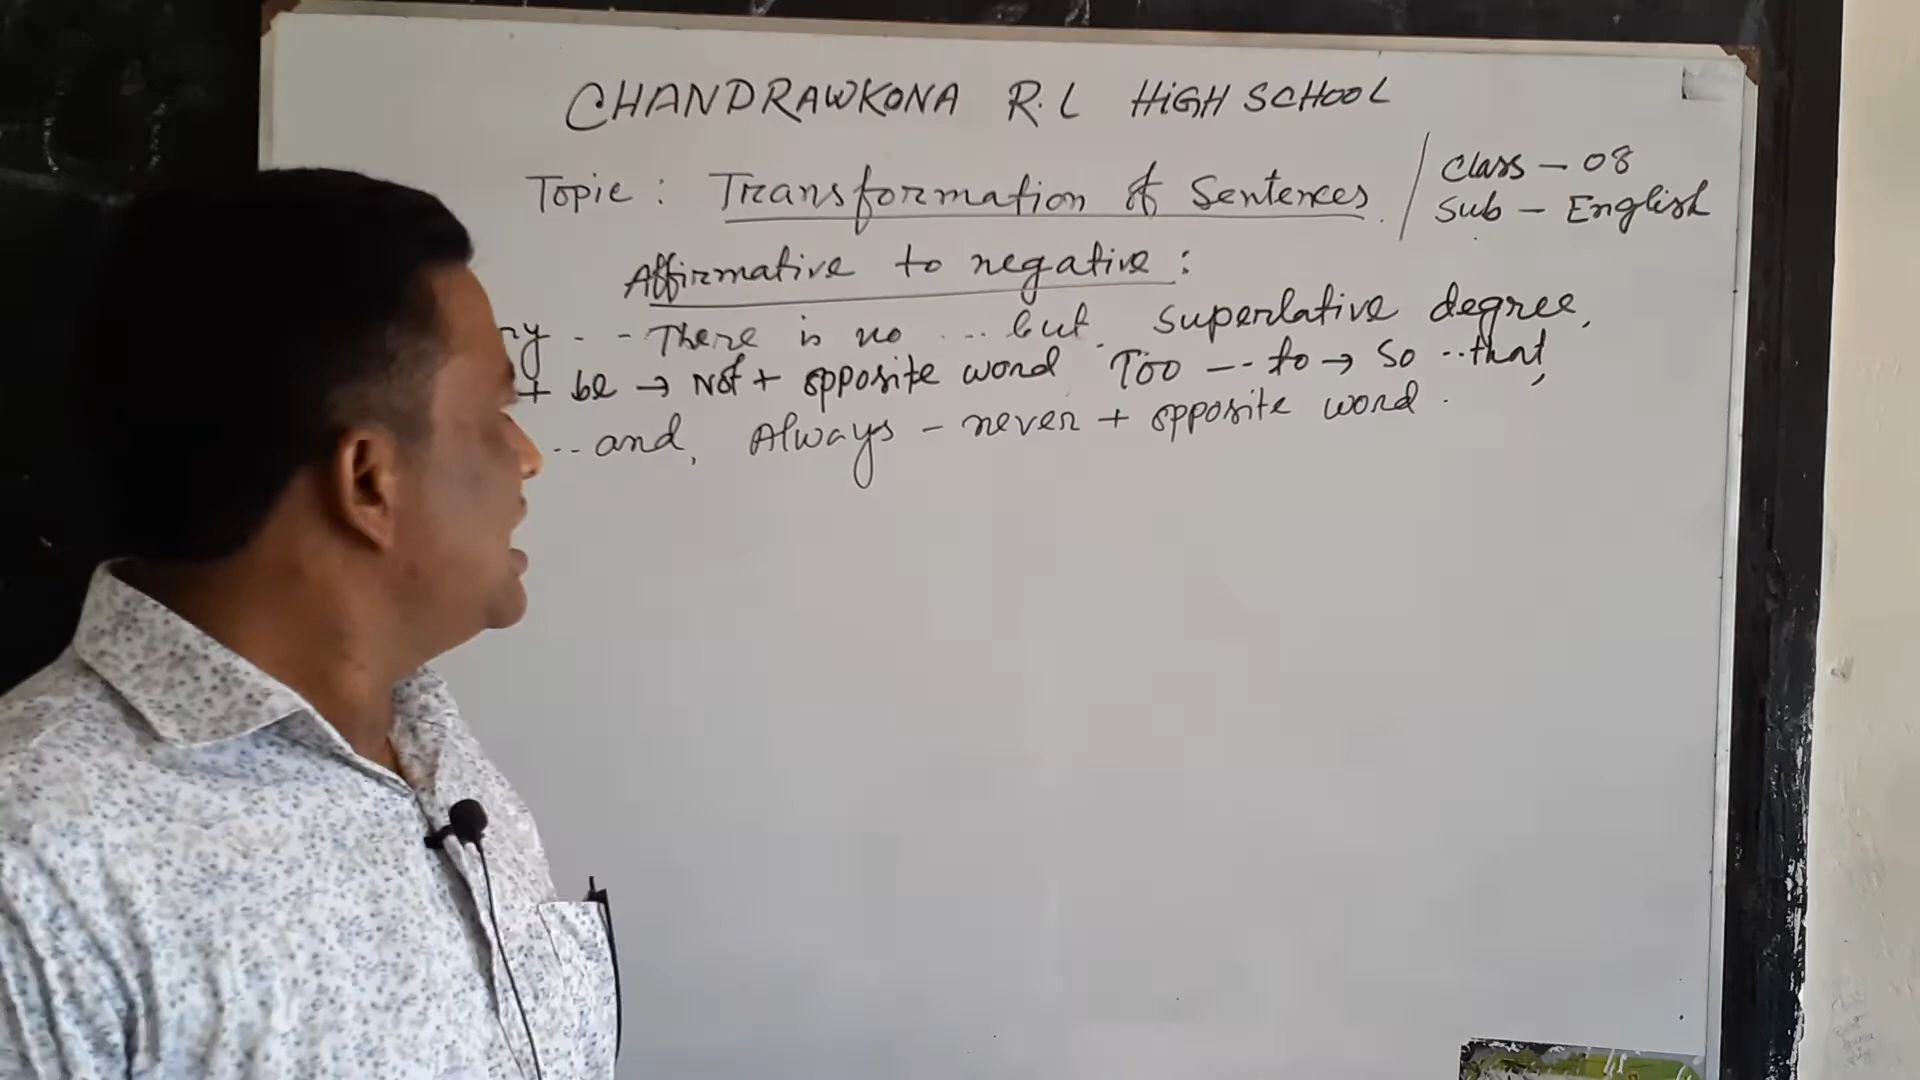 CHANDRAWKONA R.L HIGH SCHOOL
Topic : Transformation of Sentences. / Class - 08
Sub - English
Affirmative to negative :
ry - - There is no ... but. superlative degree,
+ be → Not + opposite word Too --- to → So .. that,
... and, Always - never + opposite word.